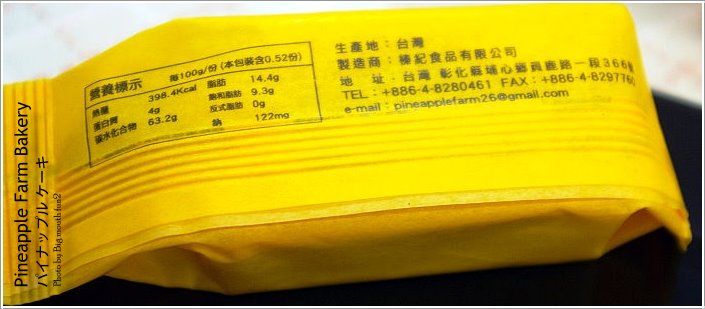 營養標示 每100g/份 (本包裝含0.52份)
熱量 398.4Kcal 脂肪 14.4g
蛋白質 4g 飽和脂肪 9.3g
碳水化合物 63.2g 反式脂肪 0g
鈉 122mg
生產地：台灣
製造商：榛紀食品有限公司
地 址．台灣 彰化縣埔心鄉員鹿路一段366號
TEL：+886-4-8280461 FAX：+886-4-8297760
e-mail：pineapplefarm26@gmail.com
Pineapple Farm Bakery
パイナップル ケーキ
Photo by Big mouth fun2